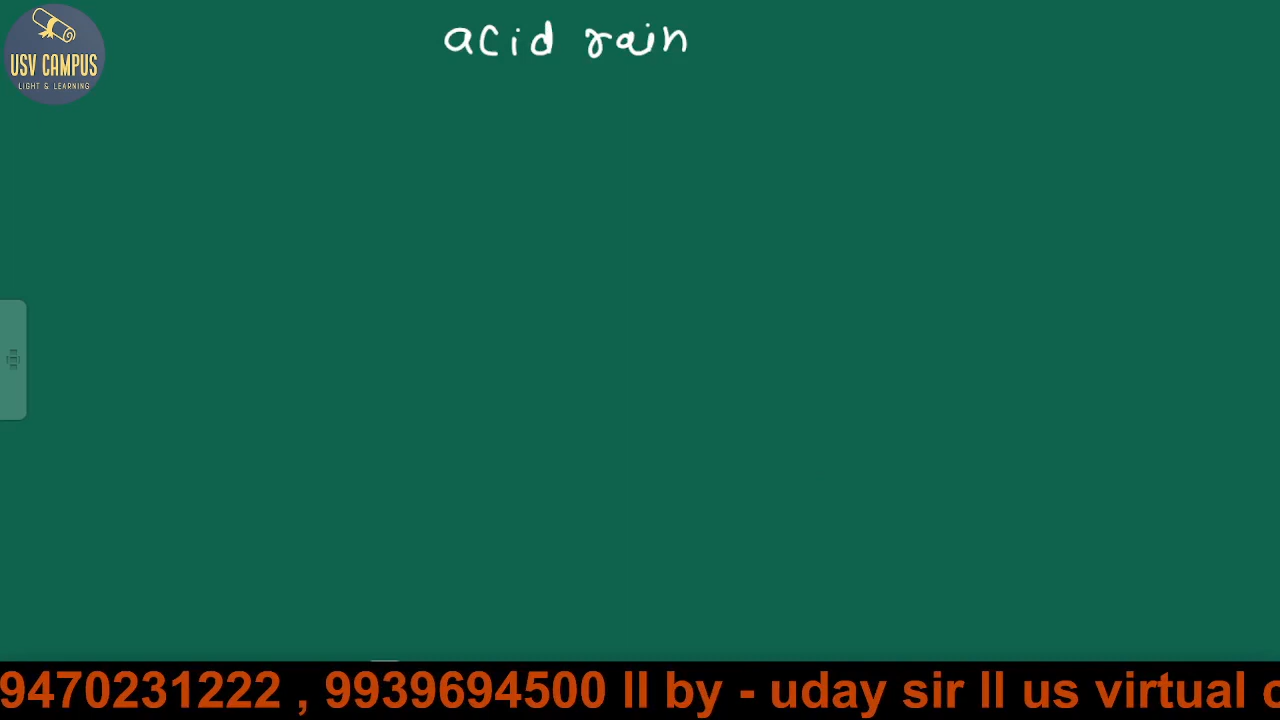 acid rain
USV CAMPUS
LIGHT & LEARNING
9470231222 , 9939694500 ll by - uday sir ll us virtual c